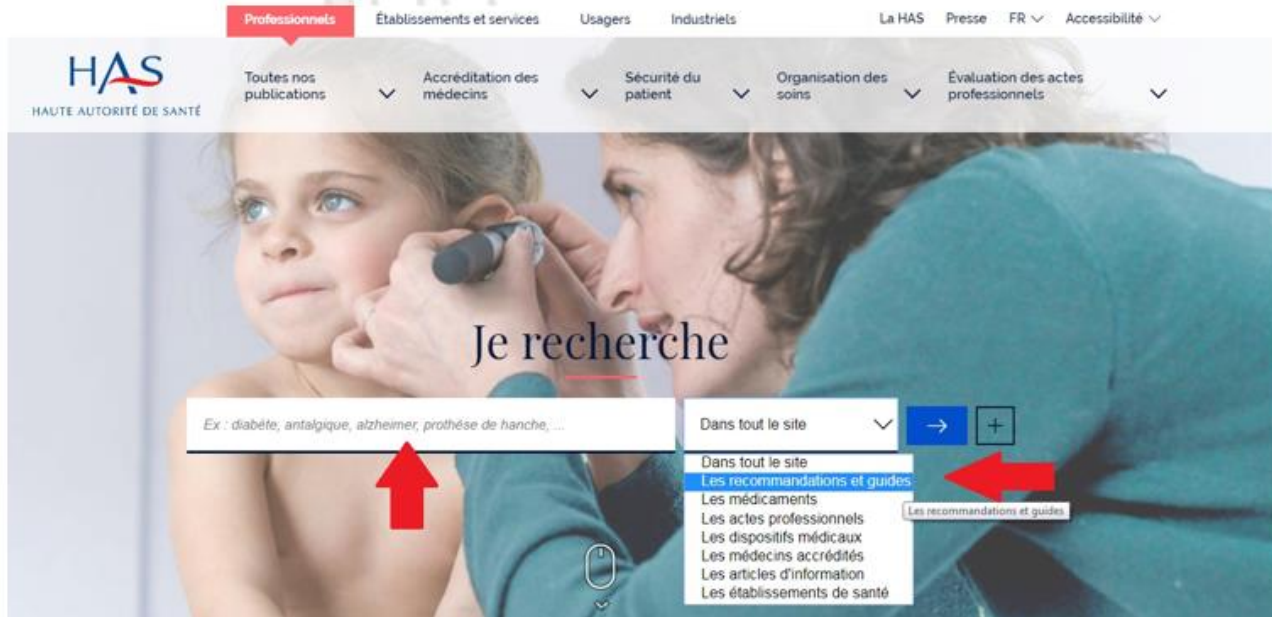 Professionnels Établissements et services Usagers Industriels La HAS Presse FR Accessibilité
HAS
HAUTE AUTORITÉ DE SANTÉ
Toutes nos
publications
Accréditation des
médecins
Sécurité du
patient
Organisation des
soins
Évaluation des actes
professionnels
Je recherche
Ex : diabète, antalgique, alzheimer, prothèse de hanche, ...
Dans tout le site
Dans tout le site
Les recommandations et guides
Les médicaments
Les recommandations et guides
Les actes professionnels
Les dispositifs médicaux
Les médecins accrédités
Les articles d'information
Les établissements de santé